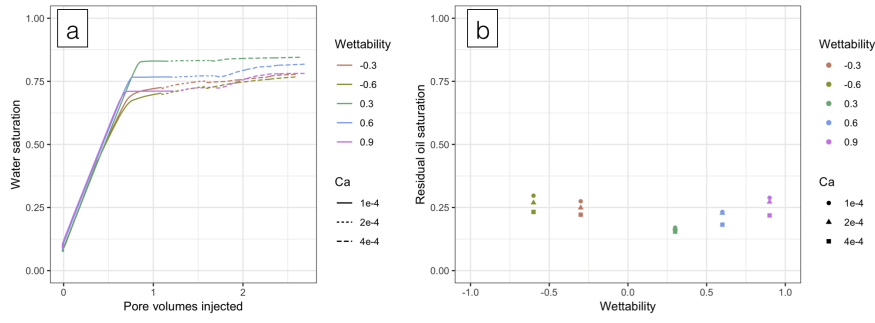 a
1.00
0.75
0.50
0.25
0.00
Water saturation
0
1
2
Pore volumes injected
Wettability
-0.3
-0.6
0.3
0.6
0.9
Ca
1e-4
2e-4
4e-4
b
1.00
0.75
0.50
0.25
0.00
Residual oil saturation
-1.0
-0.5
0.0
0.5
1.0
Wettability
Wettability
-0.3
-0.6
0.3
0.6
0.9
Ca
1e-4
2e-4
4e-4